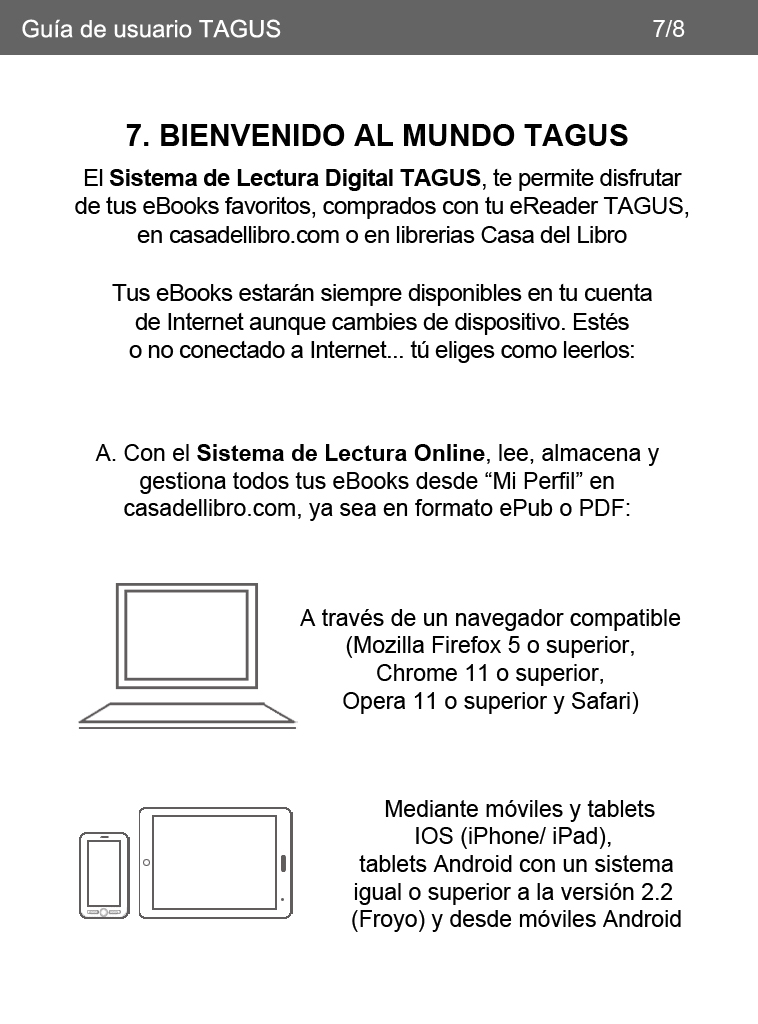 Guía de usuario TAGUS 7/8
7. BIENVENIDO AL MUNDO TAGUS
El Sistema de Lectura Digital TAGUS, te permite disfrutar
de tus eBooks favoritos, comprados con tu eReader TAGUS,
en casadellibro.com o en librerias Casa del Libro
Tus eBooks estarán siempre disponibles en tu cuenta
de Internet aunque cambies de dispositivo. Estés
o no conectado a Internet... tú eliges como leerlos:
A. Con el Sistema de Lectura Online, lee, almacena y
gestiona todos tus eBooks desde “Mi Perfil” en
casadellibro.com, ya sea en formato ePub o PDF:
A través de un navegador compatible
(Mozilla Firefox 5 o superior,
Chrome 11 o superior,
Opera 11 o superior y Safari)
Mediante móviles y tablets
IOS (iPhone/ iPad),
tablets Android con un sistema
igual o superior a la versión 2.2
(Froyo) y desde móviles Android